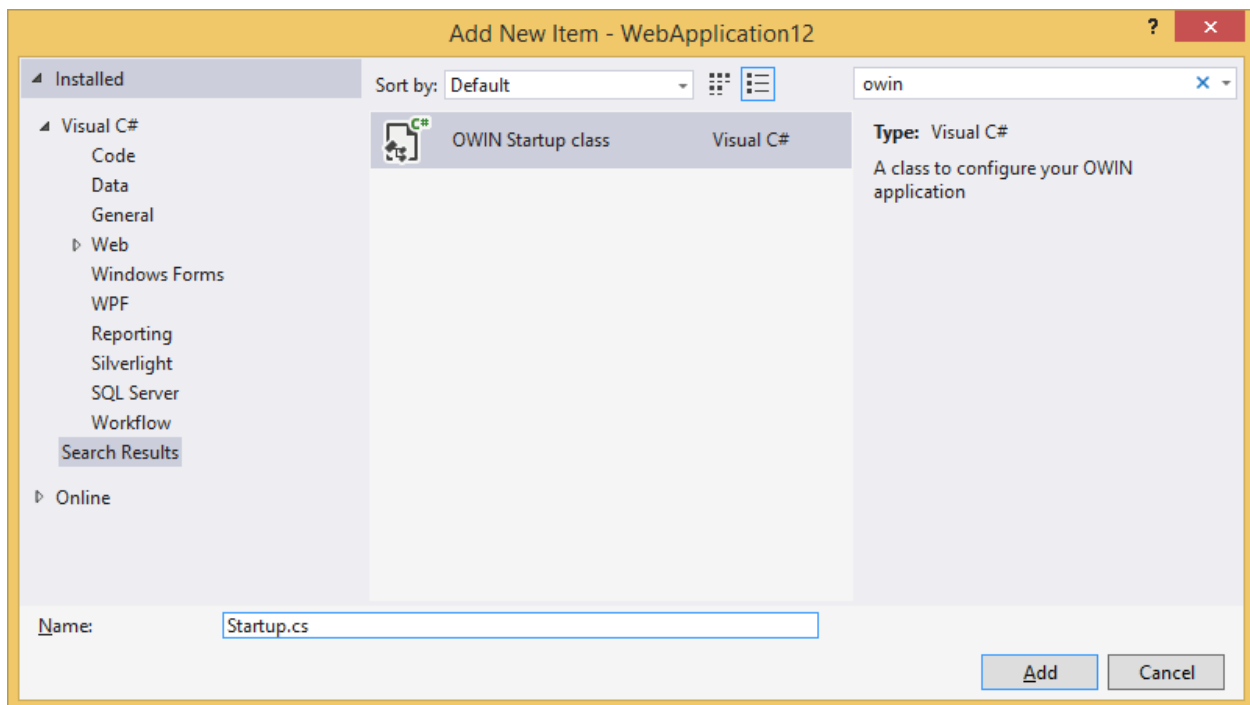 Add New Item - WebApplication12
?
Installed
Sort by: Default
owin
Visual C#
Code
Data
General
Web
Windows Forms
WPF
Reporting
Silverlight
SQL Server
Workflow
Search Results
Online
C#
OWIN Startup class
Visual C#
Type: Visual C#
A class to configure your OWIN
application
Name:
Startup.cs
Add
Cancel